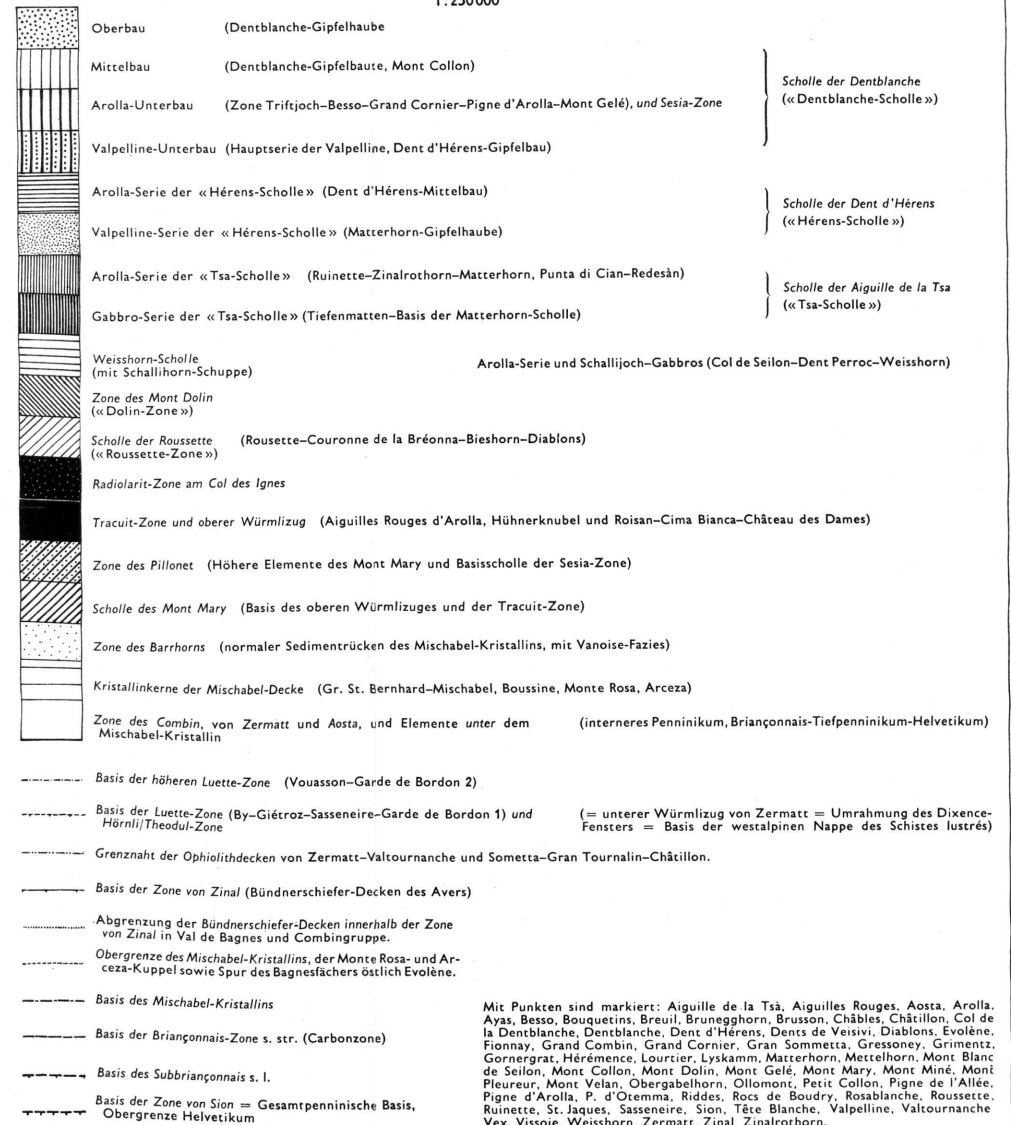 1:250000
Oberbau (Dentblanche-Gipfelhaube
Mittelbau (Dentblanche-Gipfelbaute, Mont Collon)
Scholle der Dentblanche
(«Dentblanche-Scholle»)
Arolla-Unterbau (Zone Triftjoch–Besso–Grand Cornier–Pigne d'Arolla–Mont Gelé), und Sesia-Zone
Valpelline-Unterbau (Hauptserie der Valpelline, Dent d'Hérens-Gipfelbau)
Arolla-Serie der «Hérens-Scholle» (Dent d'Hérens-Mittelbau)
Scholle der Dent d'Hérens
(«Hérens-Scholle»)
Valpelline-Serie der «Hérens-Scholle» (Matterhorn-Gipfelhaube)
Arolla-Serie der «Tsa-Scholle» (Ruinette–Zinalrothorn–Matterhorn, Punta di Cian–Redesàn)
Scholle der Aiguille de la Tsa
(«Tsa-Scholle»)
Gabbro-Serie der «Tsa-Scholle» (Tiefenmatten–Basis der Matterhorn-Scholle)
Weisshorn-Scholle
(mit Schallihorn-Schuppe) Arolla-Serie und Schallijoch-Gabbros (Col de Seilon–Dent Perroc–Weisshorn)
Zone des Mont Dolin
(«Dolin-Zone»)
Scholle der Roussette (Rousette–Couronne de la Bréonna–Bieshorn–Diablons)
(«Roussette-Zone»)
Radiolarit-Zone am Col des Ignes
Tracuit-Zone und oberer Würmlizug (Aiguilles Rouges d'Arolla, Hühnerknubel und Roisan–Cima Bianca–Château des Dames)
Zone des Pillonet (Höhere Elemente des Mont Mary und Basisscholle der Sesia-Zone)
Scholle des Mont Mary (Basis des oberen Würmlizuges und der Tracuit-Zone)
Zone des Barrhorns (normaler Sedimentrücken des Mischabel-Kristallins, mit Vanoise-Fazies)
Kristallinkerne der Mischabel-Decke (Gr. St. Bernhard–Mischabel, Boussine, Monte Rosa, Arceza)
Zone des Combin, von Zermatt und Aosta, und Elemente unter dem (interneres Penninikum, Briançonnais-Tiefpenninikum-Helvetikum)
Mischabel-Kristallin
Basis der höheren Luette-Zone (Vouasson–Garde de Bordon 2)
Basis der Luette-Zone (By–Giétroz–Sasseneire–Garde de Bordon 1) und (= unterer Würmlizug von Zermatt = Umrahmung des Dixence-
Hörnli/Theodul-Zone Fensters = Basis der westalpinen Nappe des Schistes lustrés)
Grenznaht der Ophiolithdecken von Zermatt–Valtournanche und Sometta–Gran Tournalin–Châtillon.
Basis der Zone von Zinal (Bündnerschiefer-Decken des Avers)
Abgrenzung der Bündnerschiefer-Decken innerhalb der Zone
von Zinal in Val de Bagnes und Combingruppe.
Obergrenze des Mischabel-Kristallins, der Monte Rosa- und Ar-
ceza-Kuppel sowie Spur des Bagnesfächers östlich Evolène.
Basis des Mischabel-Kristallins
Basis der Briançonnais-Zone s. str. (Carbonzone)
Basis des Subbriançonnais s. l.
Basis der Zone von Sion = Gesamtpenninische Basis,
Obergrenze Helvetikum
Mit Punkten sind markiert: Aiguille de la Tsà, Aiguilles Rouges, Aosta, Arolla,
Ayas, Besso, Bouquetins, Breuil, Brunegghorn, Brusson, Châbles, Châtillon, Col de
la Dentblanche, Dentblanche, Dent d'Hérens, Dents de Veisivi, Diablons, Evolène,
Fionnay, Grand Combin, Grand Cornier, Gran Sommetta, Gressoney, Grimentz,
Gornergrat, Hérémence, Lourtier, Lyskamm, Matterhorn, Mettelhorn, Mont Blanc
de Seilon, Mont Collon, Mont Dolin, Mont Gelé, Mont Mary, Mont Miné, Mont
Pleureur, Mont Velan, Obergabelhorn, Ollomont, Petit Collon, Pigne de l'Allée,
Pigne d'Arolla, P. d'Otemma, Riddes, Rocs de Boudry, Rosablanche, Roussette,
Ruinette, St. Jaques, Sasseneire, Sion, Tête Blanche, Valpelline, Valtournanche
Vex, Vissoie, Weisshorn, Zermatt, Zinal, Zinalrothorn.